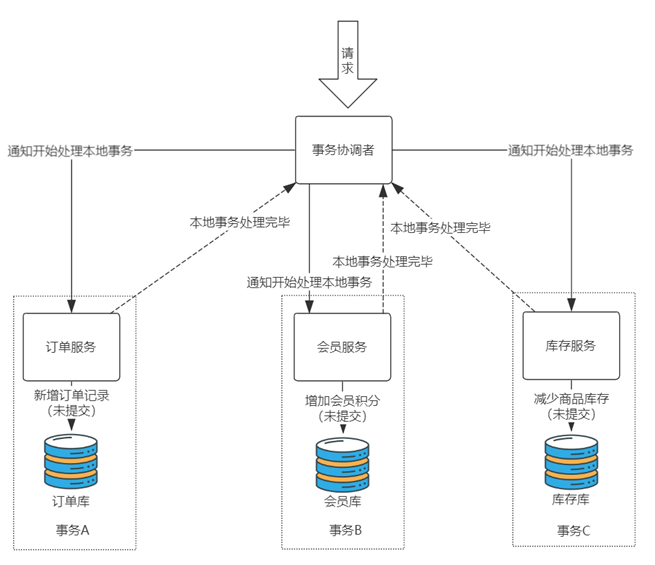 请
求
事务协调者
通知开始处理本地事务
通知开始处理本地事务
本地事务处理完毕
本地事务处理完毕
本地事务处理完毕
通知开始处理本地事务
订单服务
会员服务
库存服务
新增订单记录
（未提交）
增加会员积分
（未提交）
减少商品库存
（未提交）
订单库
会员库
库存库
事务A
事务B
事务C